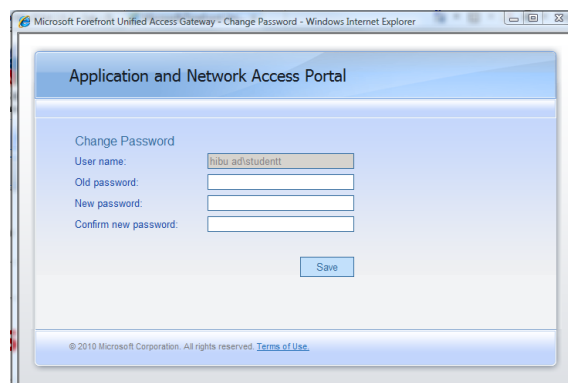 Microsoft Forefront Unified Access Gateway - Change Password - Windows Internet Explorer
Application and Network Access Portal
Change Password
User name: hibu ad\studentt
Old password:
New password:
Confirm new password:
Save
© 2010 Microsoft Corporation. All rights reserved. Terms of Use.